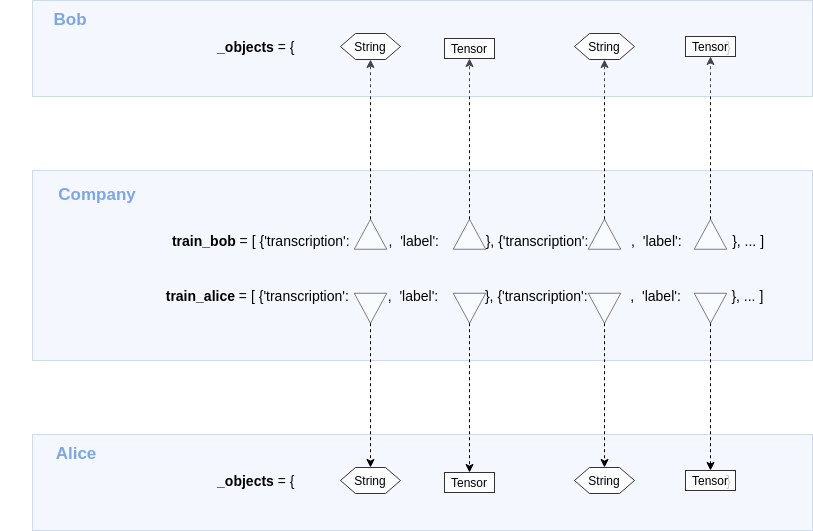 Bob
_objects = { String Tensor String Tensor }
Company
train_bob = [ {'transcription': , 'label': }, {'transcription': , 'label': }, ... ]
train_alice = [ {'transcription': , 'label': }, {'transcription': , 'label': }, ... ]
Alice
_objects = { String Tensor String Tensor }